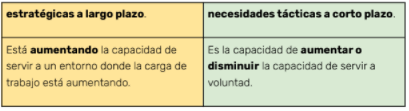 estratégicas a largo plazo.
necesidades tácticas a corto plazo.
Está aumentando la capacidad de
servir a un entorno donde la carga de
trabajo está aumentando.
Es la capacidad de aumentar o
disminuir la capacidad de servir a
voluntad.